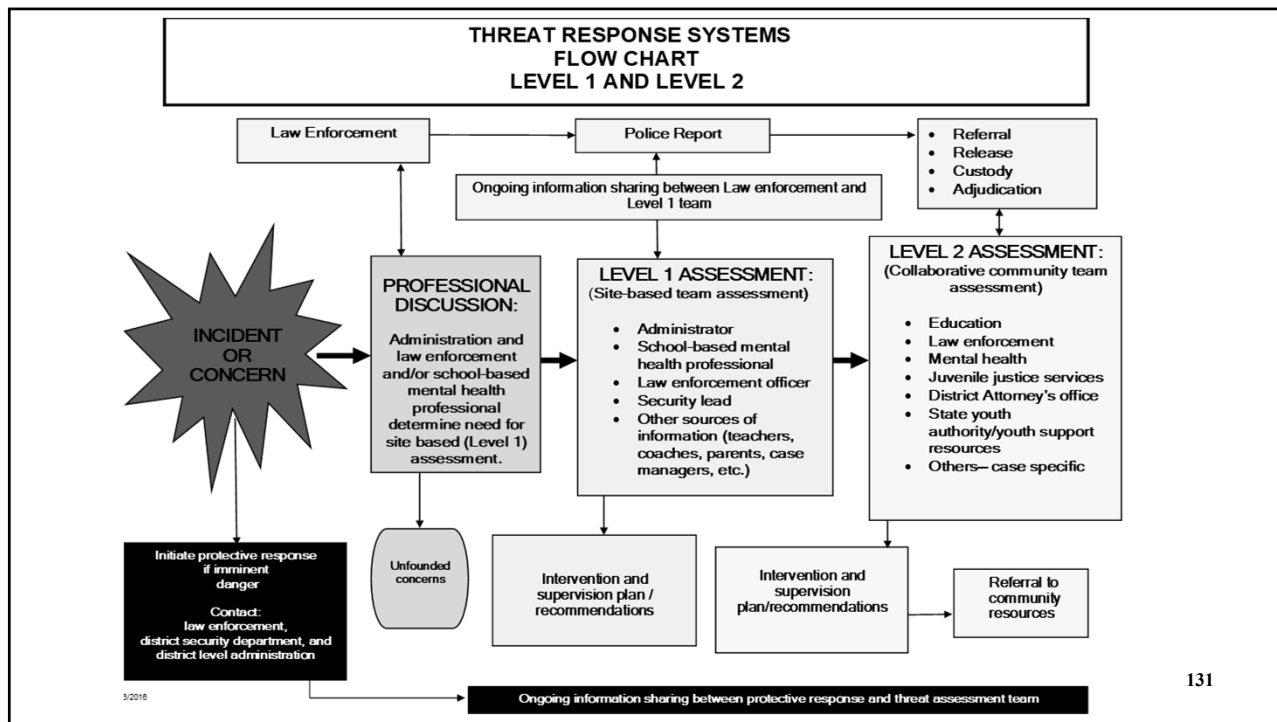 THREAT RESPONSE SYSTEMS
FLOW CHART
LEVEL 1 AND LEVEL 2
Law Enforcement
Police Report
• Referral
• Release
• Custody
• Adjudication
Ongoing information sharing between Law enforcement and
Level 1 team
INCIDENT
OR
CONCERN
PROFESSIONAL
DISCUSSION:
Administration and
law enforcement
and/or school-based
mental health
professional
determine need for
site based (Level 1)
assessment.
LEVEL 1 ASSESSMENT:
(Site-based team assessment)
• Administrator
• School-based mental
health professional
• Law enforcement officer
• Security lead
• Other sources of
information (teachers,
coaches, parents, case
managers, etc.)
LEVEL 2 ASSESSMENT:
(Collaborative community team
assessment)
• Education
• Law enforcement
• Mental health
• Juvenile justice services
• District Attorney's office
• State youth
authority/youth support
resources
• Others— case specific
Initiate protective response
if imminent
danger
Contact:
law enforcement,
district security department, and
district level administration
Unfounded
concerns
Intervention and
supervision plan /
recommendations
Intervention and
supervision
plan/recommendations
Referral to
community
resources
/2016
Ongoing information sharing between protective response and threat assessment team
131